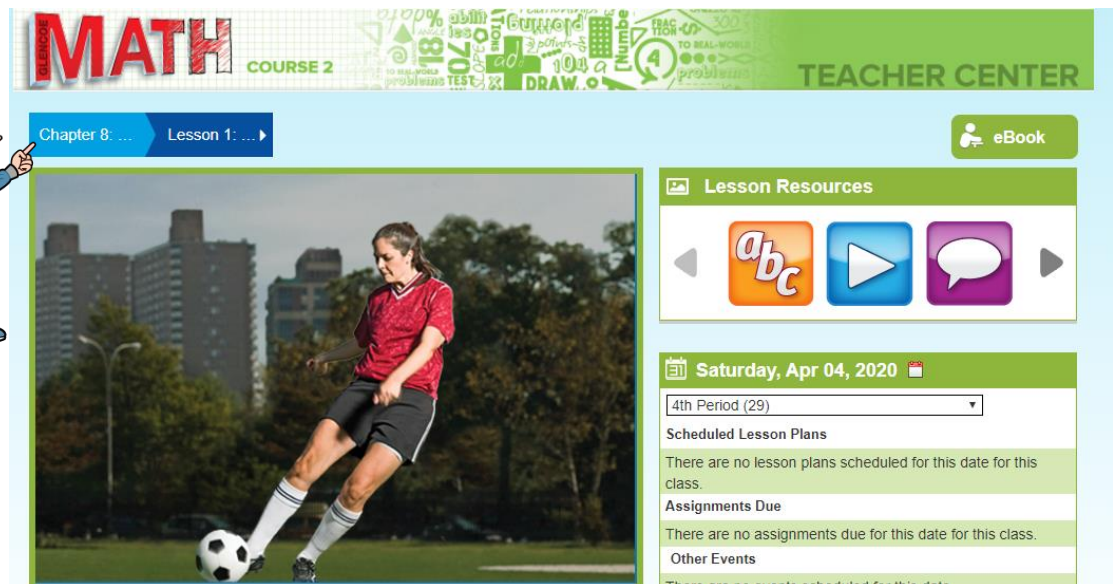 GLENCOE
MATH
COURSE 2
TEACHER CENTER
Chapter 8: ...
Lesson 1: ...
eBook
Lesson Resources
abc
Saturday, Apr 04, 2020
4th Period (29)
Scheduled Lesson Plans
There are no lesson plans scheduled for this date for this
class.
Assignments Due
There are no assignments due for this date for this class.
Other Events